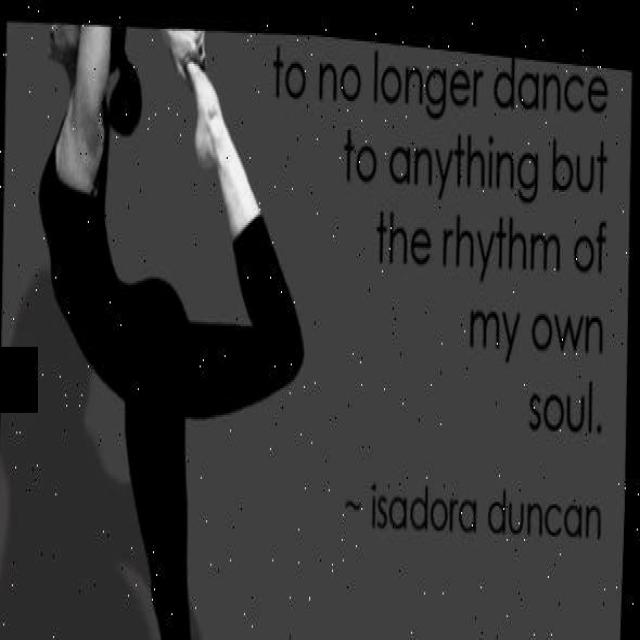 to no longer dance
to anything but
the rhythm of
my own
soul.
~ isadora duncan